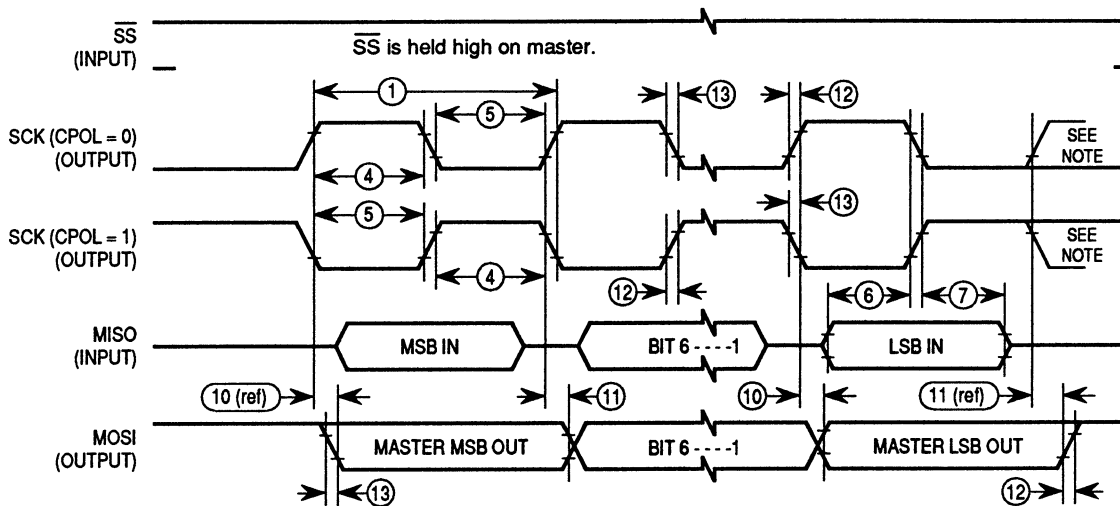 SS
(INPUT)
SS is held high on master.
1
13
12
5
SCK (CPOL = 0)
(OUTPUT)
SEE
NOTE
4
5
13
SCK (CPOL = 1)
(OUTPUT)
SEE
NOTE
4
12
6
7
MISO
(INPUT)
MSB IN
BIT 6 - - - - -1
LSB IN
10 (ref)
11
10
11 (ref)
MOSI
(OUTPUT)
MASTER MSB OUT
BIT 6 - - - - -1
MASTER LSB OUT
13
12